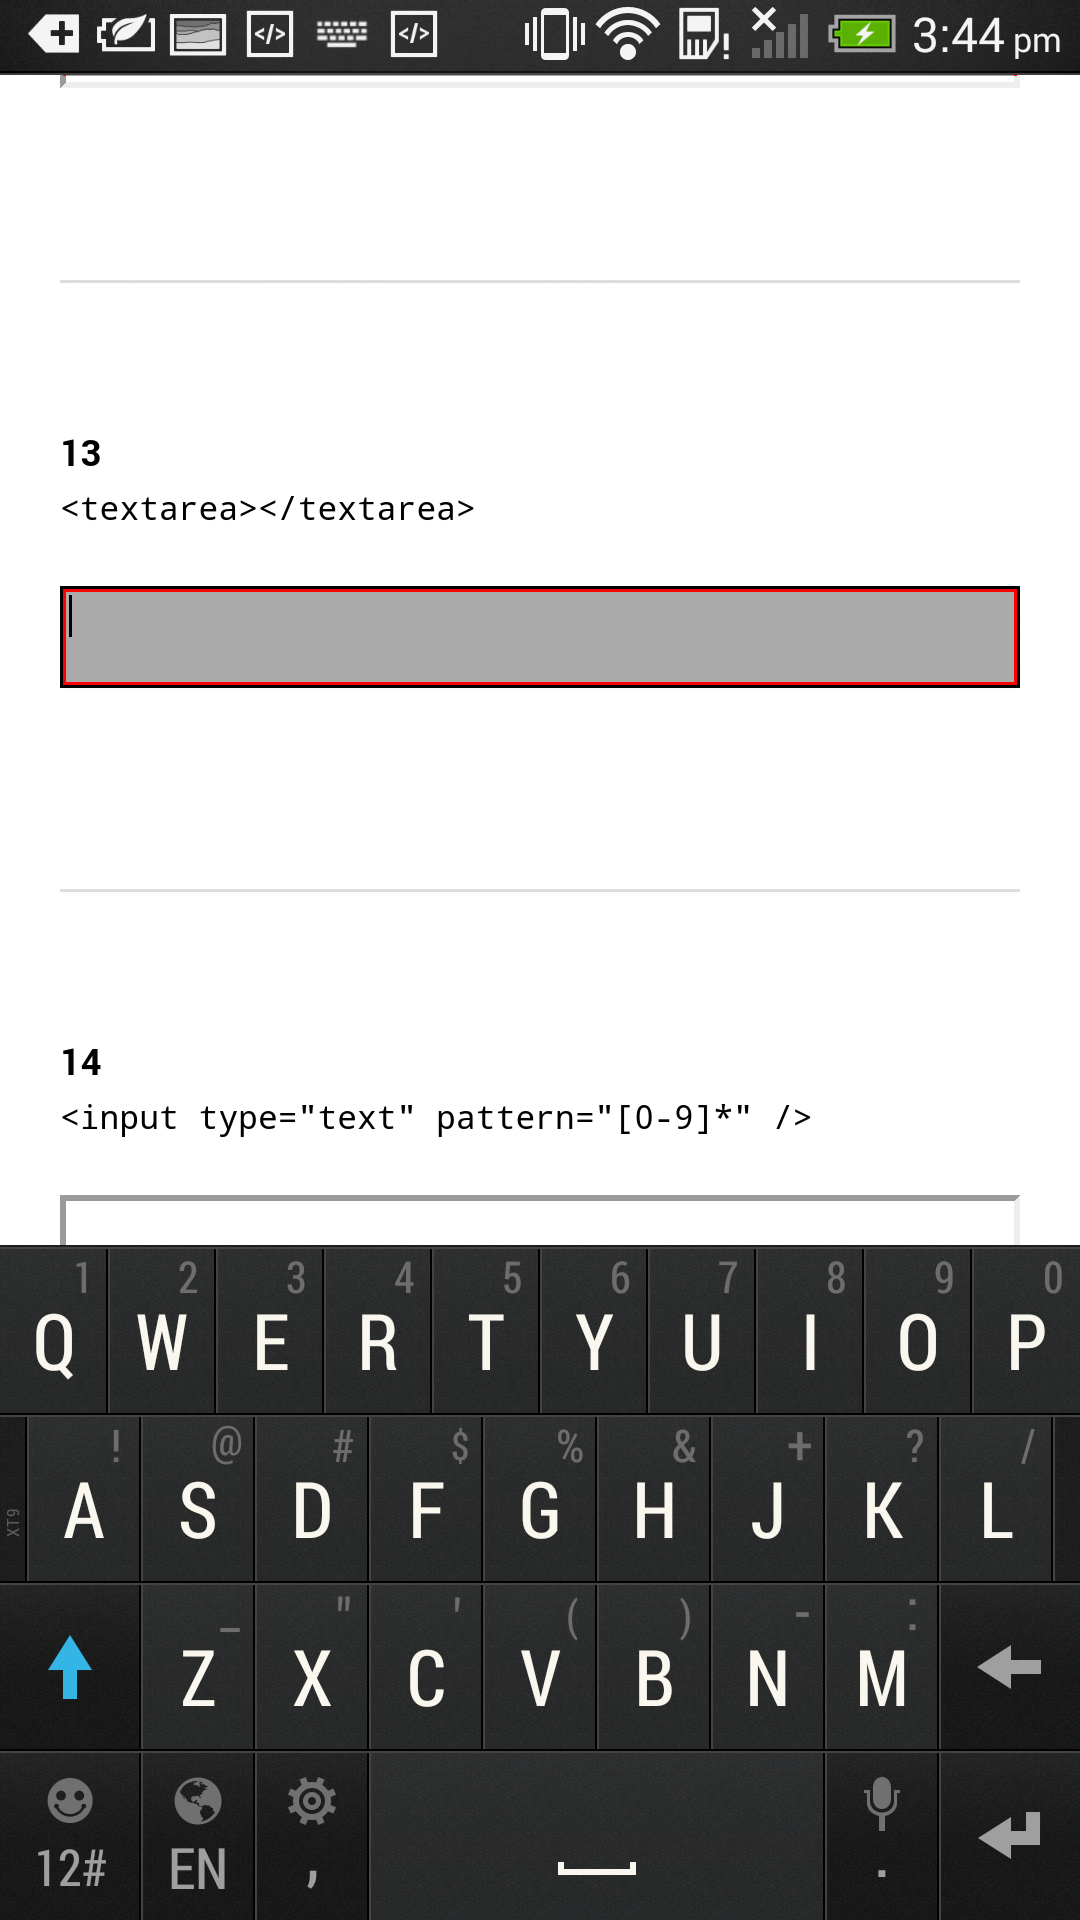 3:44 pm
13
<textarea></textarea>
14
<input type="text" pattern="[0-9]*" />
1 2 3 4 5 6 7 8 9 0
Q W E R T Y U I O P
! @ # $ % & + ? /
XT9 A S D F G H J K L
_ " ' ( ) - :
Z X C V B N M
12# EN , .